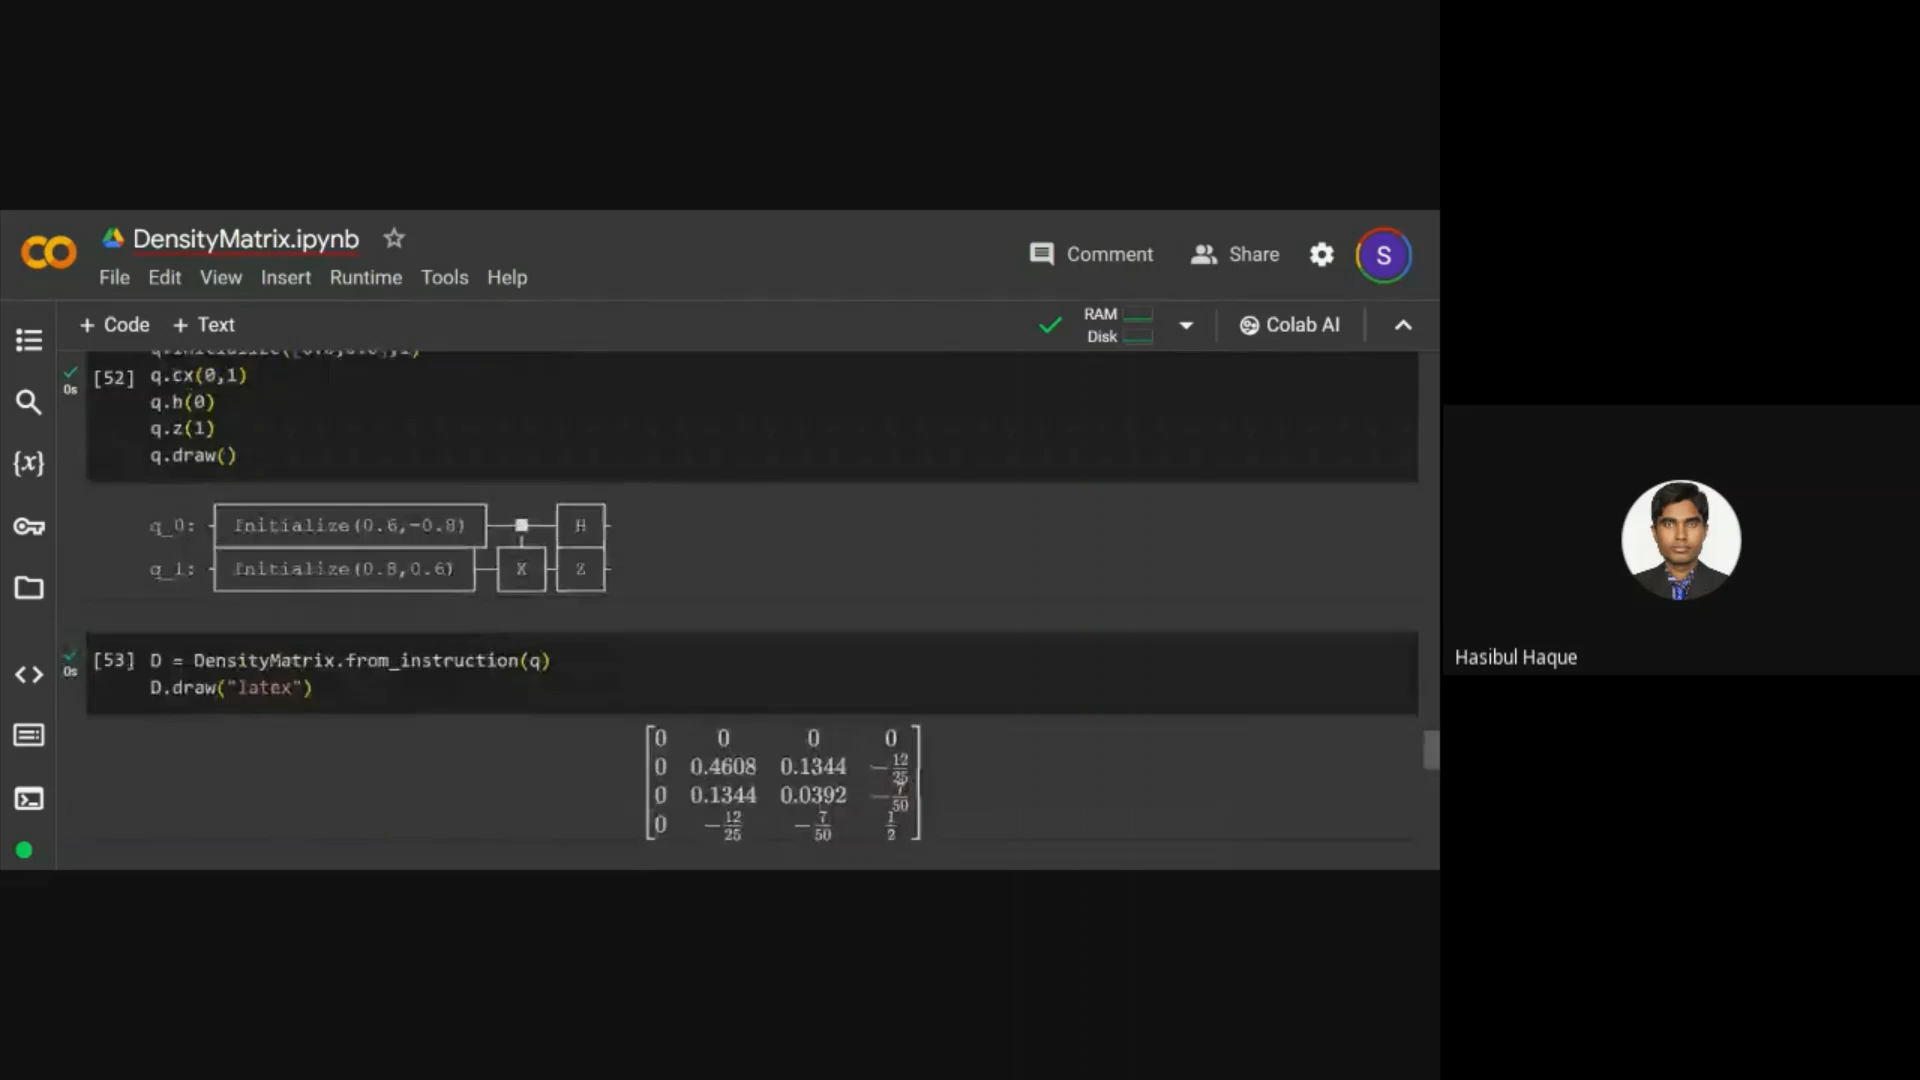 DensityMatrix.ipynb
File Edit View Insert Runtime Tools Help
Comment Share S
+ Code + Text
RAM
Disk
Colab AI
0s
[52] q.cx(0,1)
q.h(0)
q.z(1)
q.draw()
q_0: Initialize(0.6,-0.8) H
q_1: Initialize(0.8,0.6) X Z
0s
[53] D = DensityMatrix.from_instruction(q)
D.draw("latex")
0 0 0 0
0 0.4608 0.1344 -12/25
0 0.1344 0.0392 -7/50
0 -12/25 -7/50 1/2
Hasibul Haque